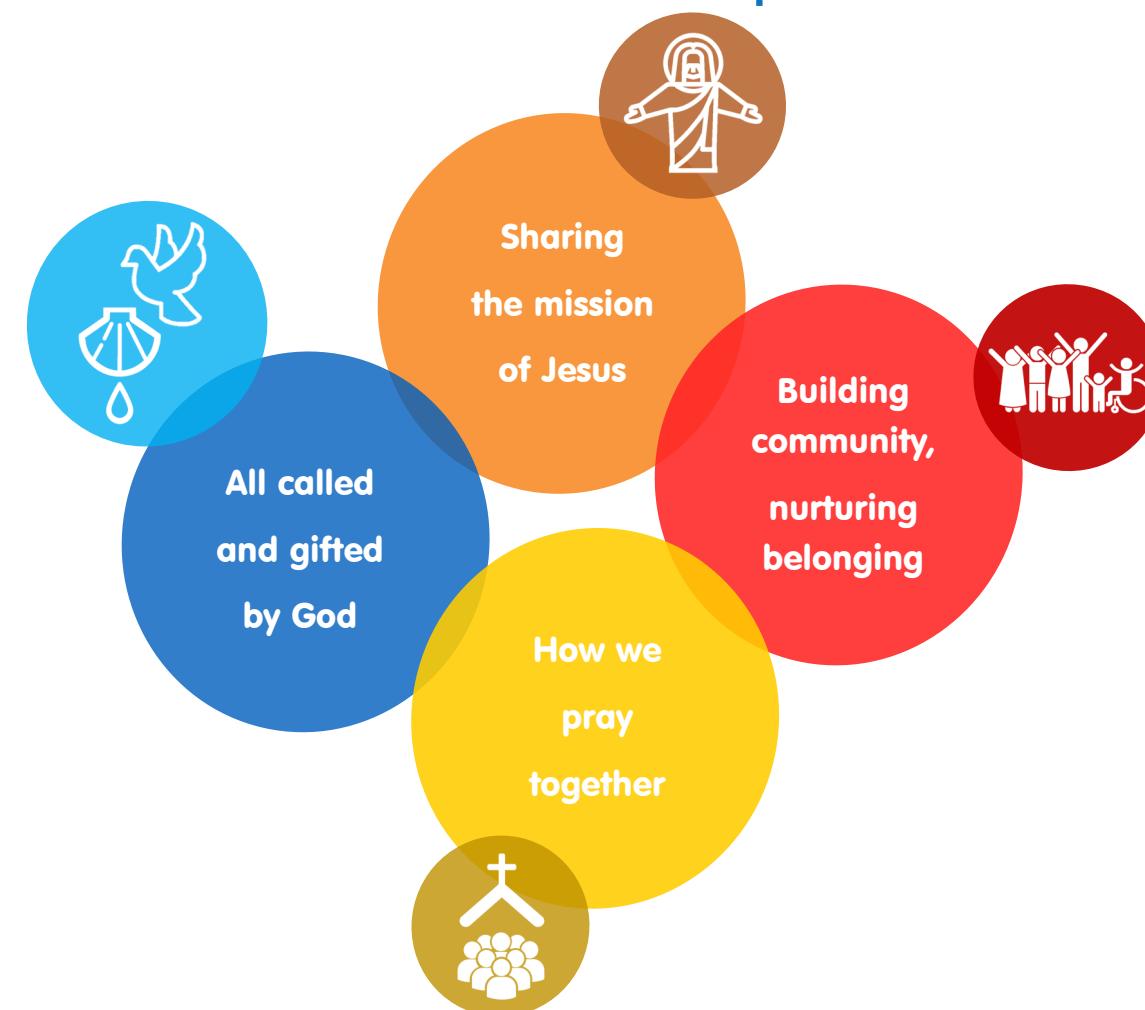 Sharing
the mission
of Jesus
Building
community,
nurturing
belonging
All called
and gifted
by God
How we
pray
together